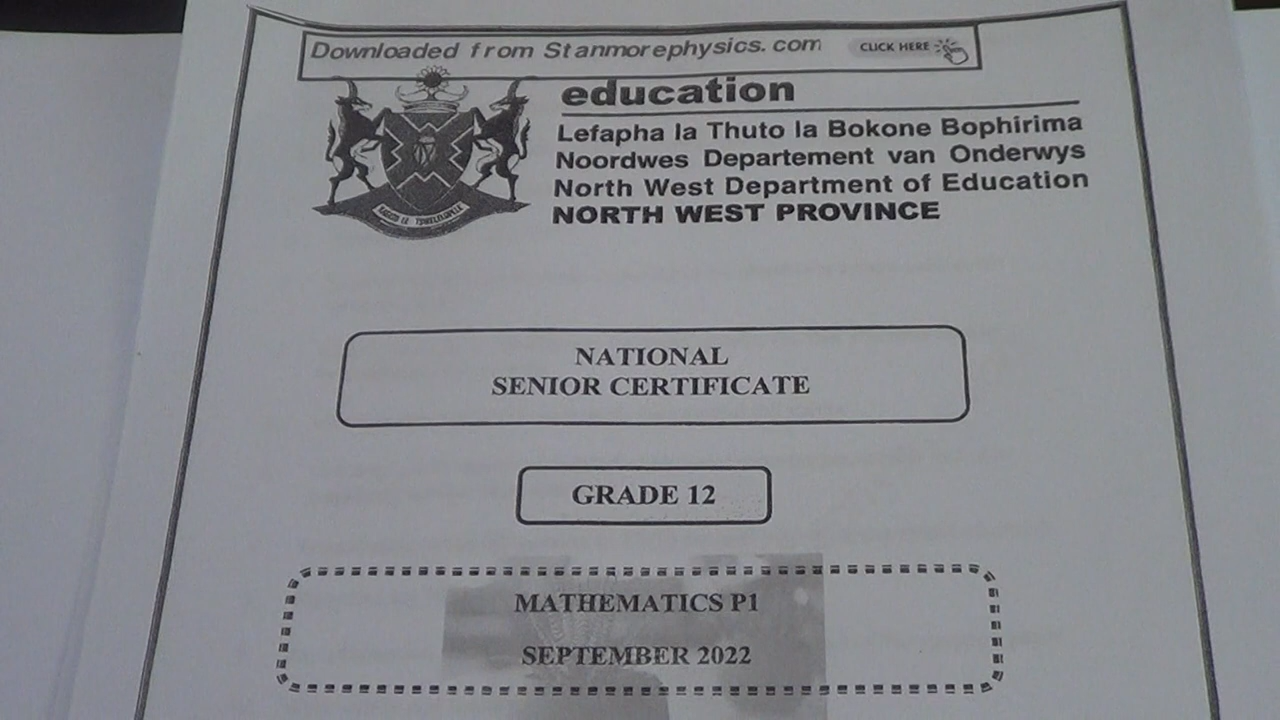 Downloaded from Stanmorephysics.com CLICK HERE
education
Lefapha la Thuto la Bokone Bophirima
Noordwes Departement van Onderwys
North West Department of Education
NORTH WEST PROVINCE
NATIONAL
SENIOR CERTIFICATE
GRADE 12
MATHEMATICS P1
SEPTEMBER 2022